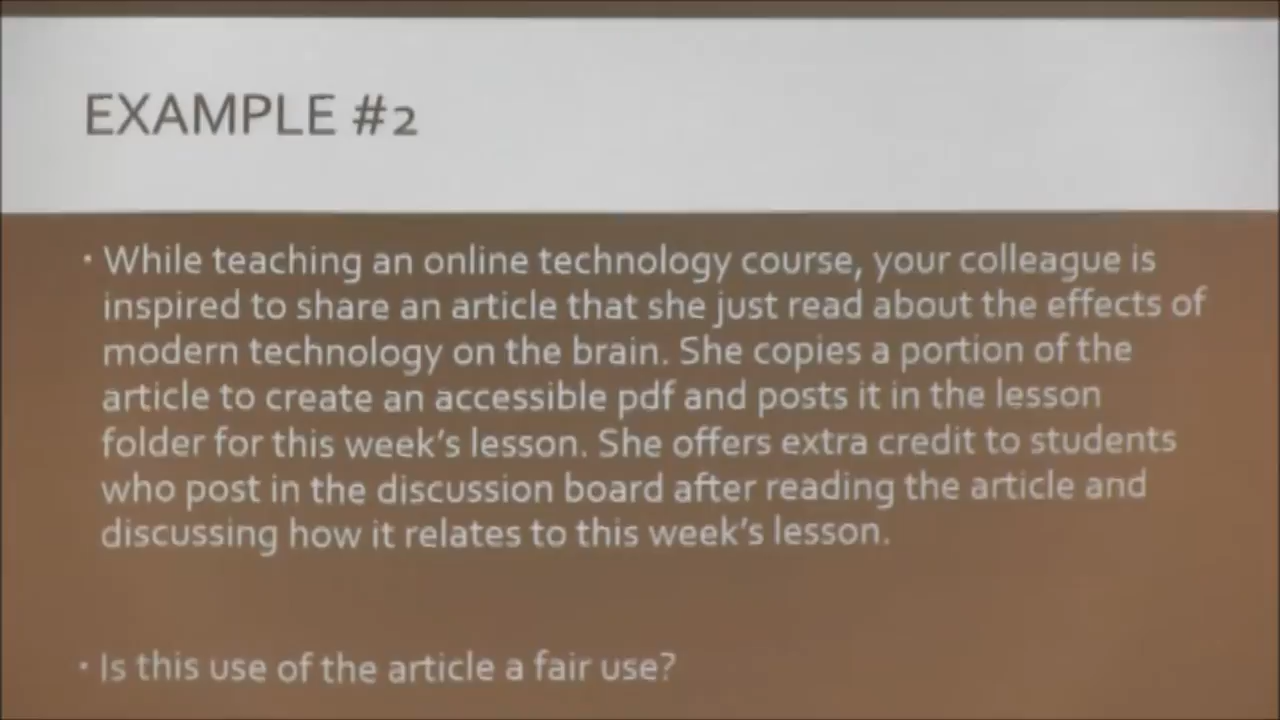 EXAMPLE #2
• While teaching an online technology course, your colleague is
inspired to share an article that she just read about the effects of
modern technology on the brain. She copies a portion of the
article to create an accessible pdf and posts it in the lesson
folder for this week's lesson. She offers extra credit to students
who post in the discussion board after reading the article and
discussing how it relates to this week's lesson.
• Is this use of the article a fair use?